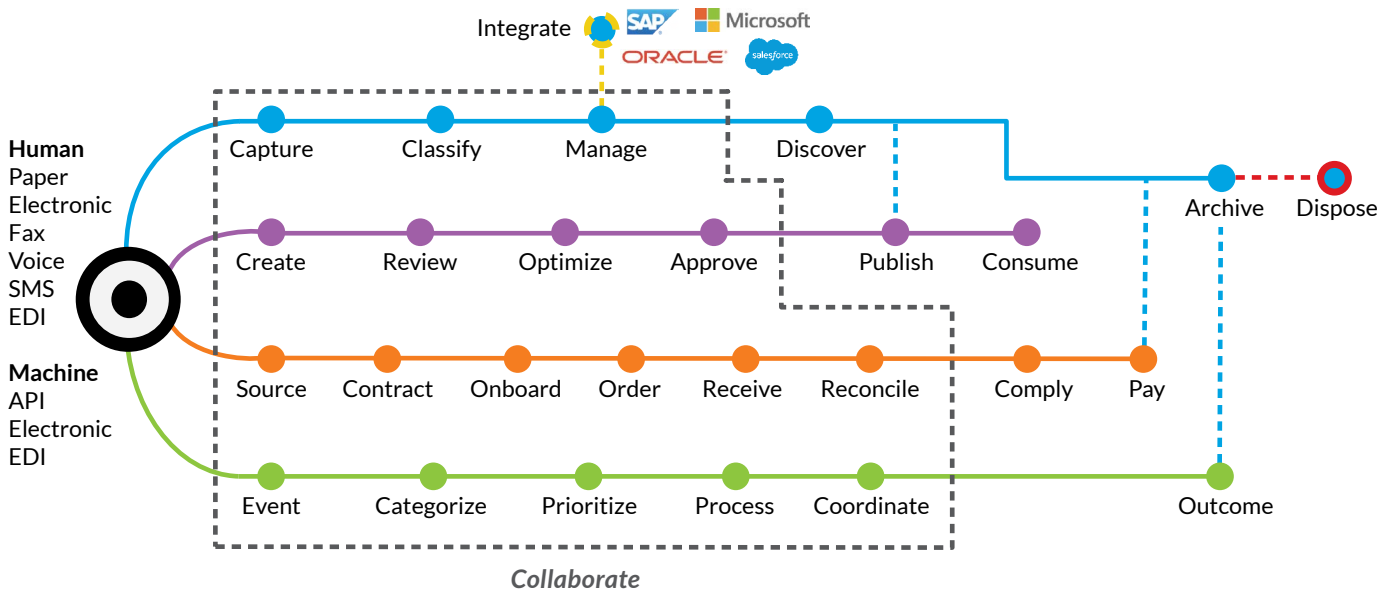 Integrate
SAP
Microsoft
ORACLE
salesforce
Human
Paper
Electronic
Fax
Voice
SMS
EDI
Machine
API
Electronic
EDI
Capture Classify Manage Discover
Archive Dispose
Create Review Optimize Approve Publish Consume
Source Contract Onboard Order Receive Reconcile Comply Pay
Event Categorize Prioritize Process Coordinate Outcome
Collaborate